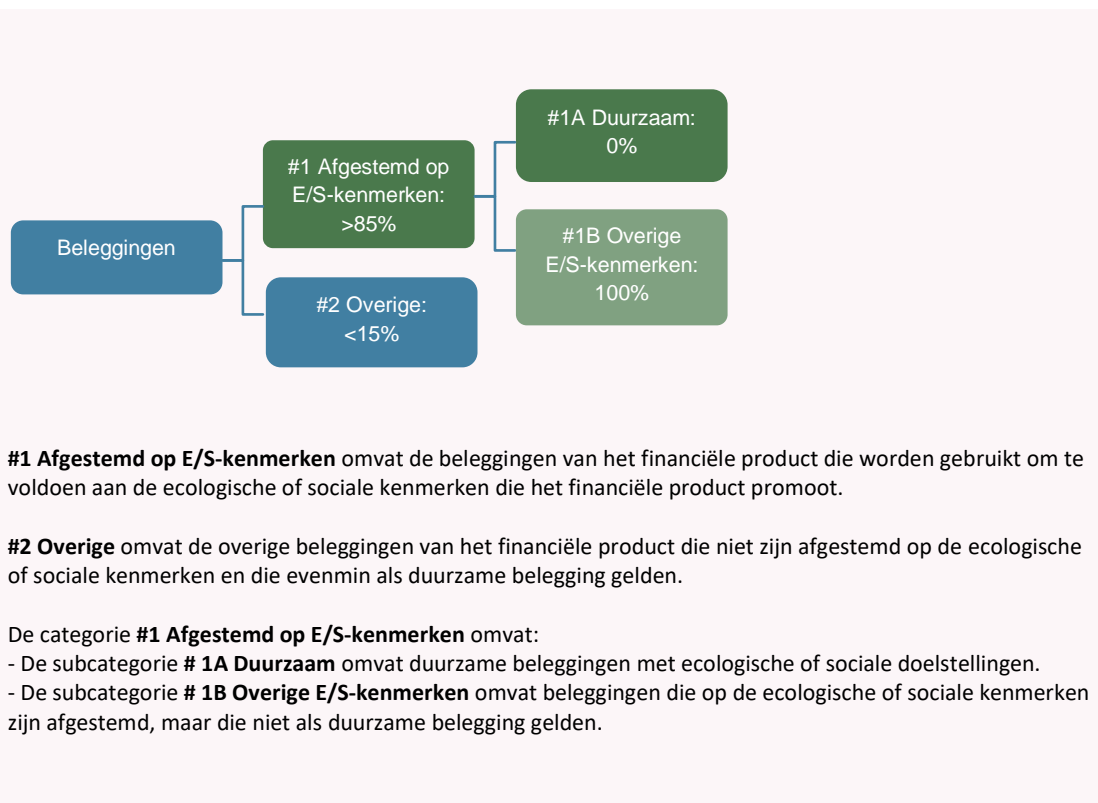 #1A Duurzaam:
0%
#1 Afgestemd op
E/S-kenmerken:
>85%
Beleggingen
#1B Overige
E/S-kenmerken:
100%
#2 Overige:
<15%
#1 Afgestemd op E/S-kenmerken omvat de beleggingen van het financiële product die worden gebruikt om te
voldoen aan de ecologische of sociale kenmerken die het financiële product promoot.
#2 Overige omvat de overige beleggingen van het financiële product die niet zijn afgestemd op de ecologische
of sociale kenmerken en die evenmin als duurzame belegging gelden.
De categorie #1 Afgestemd op E/S-kenmerken omvat:
- De subcategorie # 1A Duurzaam omvat duurzame beleggingen met ecologische of sociale doelstellingen.
- De subcategorie # 1B Overige E/S-kenmerken omvat beleggingen die op de ecologische of sociale kenmerken
zijn afgestemd, maar die niet als duurzame belegging gelden.